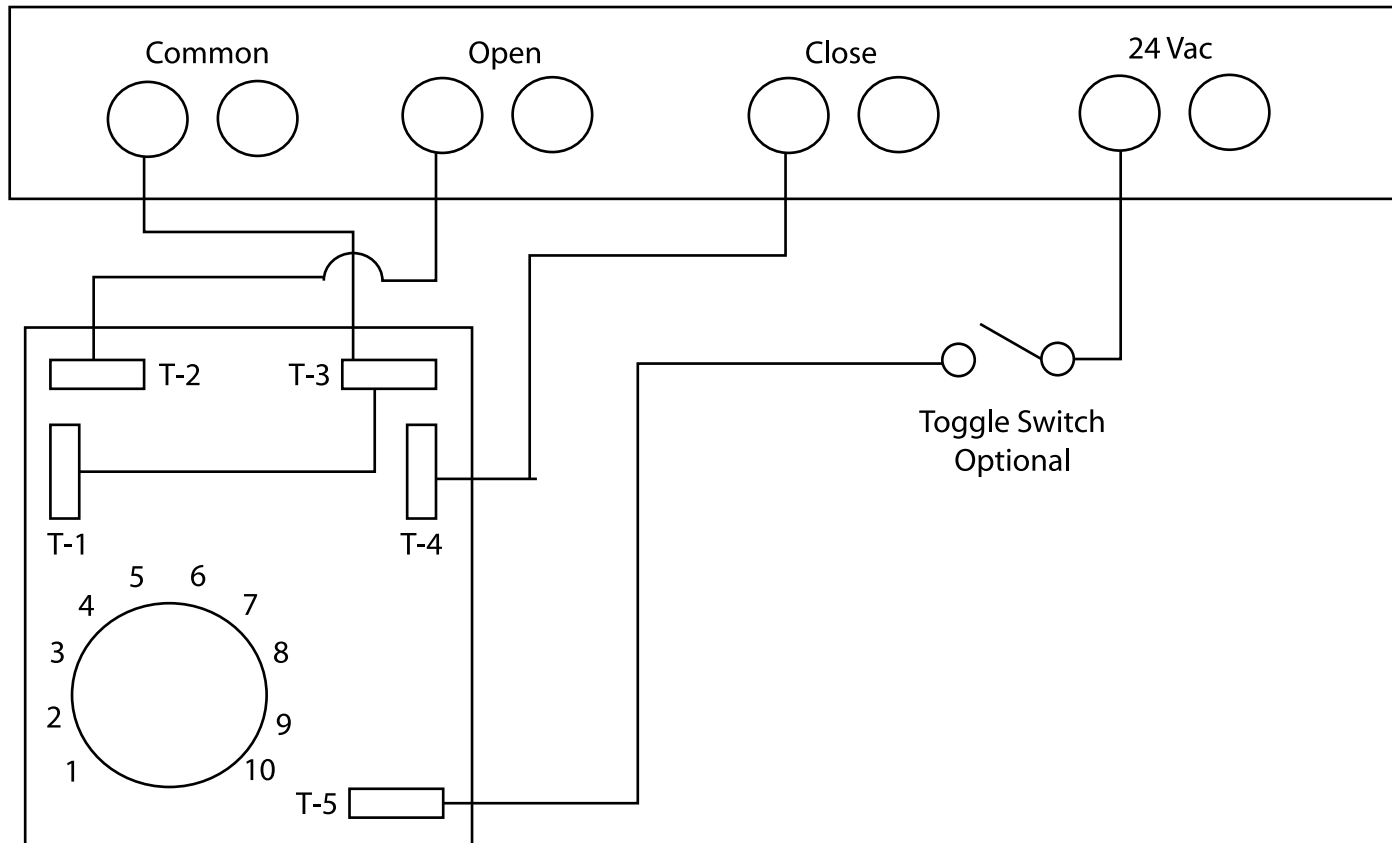 Common
Open
Close
24 Vac
T-2
T-3
Toggle Switch
Optional
T-1
T-4
5
6
4
7
3
8
2
9
1
10
T-5